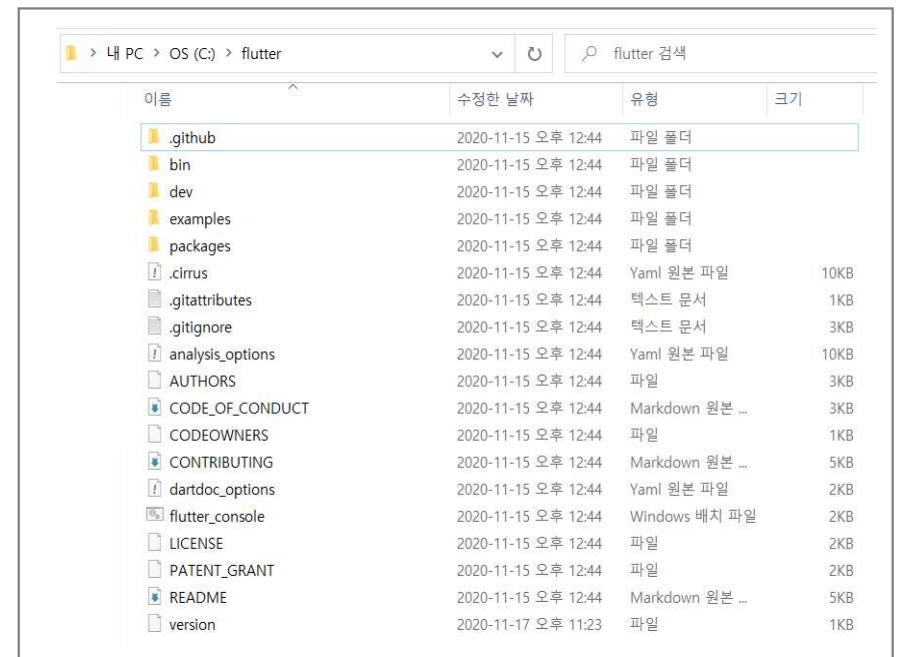 내 PC > OS (C:) > flutter flutter 검색
이름 수정한 날짜 유형 크기
.github 2020-11-15 오후 12:44 파일 폴더
bin 2020-11-15 오후 12:44 파일 폴더
dev 2020-11-15 오후 12:44 파일 폴더
examples 2020-11-15 오후 12:44 파일 폴더
packages 2020-11-15 오후 12:44 파일 폴더
.cirrus 2020-11-15 오후 12:44 Yaml 원본 파일 10KB
.gitattributes 2020-11-15 오후 12:44 텍스트 문서 1KB
.gitignore 2020-11-15 오후 12:44 텍스트 문서 3KB
analysis_options 2020-11-15 오후 12:44 Yaml 원본 파일 10KB
AUTHORS 2020-11-15 오후 12:44 파일 3KB
CODE_OF_CONDUCT 2020-11-15 오후 12:44 Markdown 원본 ... 3KB
CODEOWNERS 2020-11-15 오후 12:44 파일 1KB
CONTRIBUTING 2020-11-15 오후 12:44 Markdown 원본 ... 5KB
dartdoc_options 2020-11-15 오후 12:44 Yaml 원본 파일 2KB
flutter_console 2020-11-15 오후 12:44 Windows 배치 파일 2KB
LICENSE 2020-11-15 오후 12:44 파일 2KB
PATENT_GRANT 2020-11-15 오후 12:44 파일 2KB
README 2020-11-15 오후 12:44 Markdown 원본 ... 5KB
version 2020-11-17 오후 11:23 파일 1KB